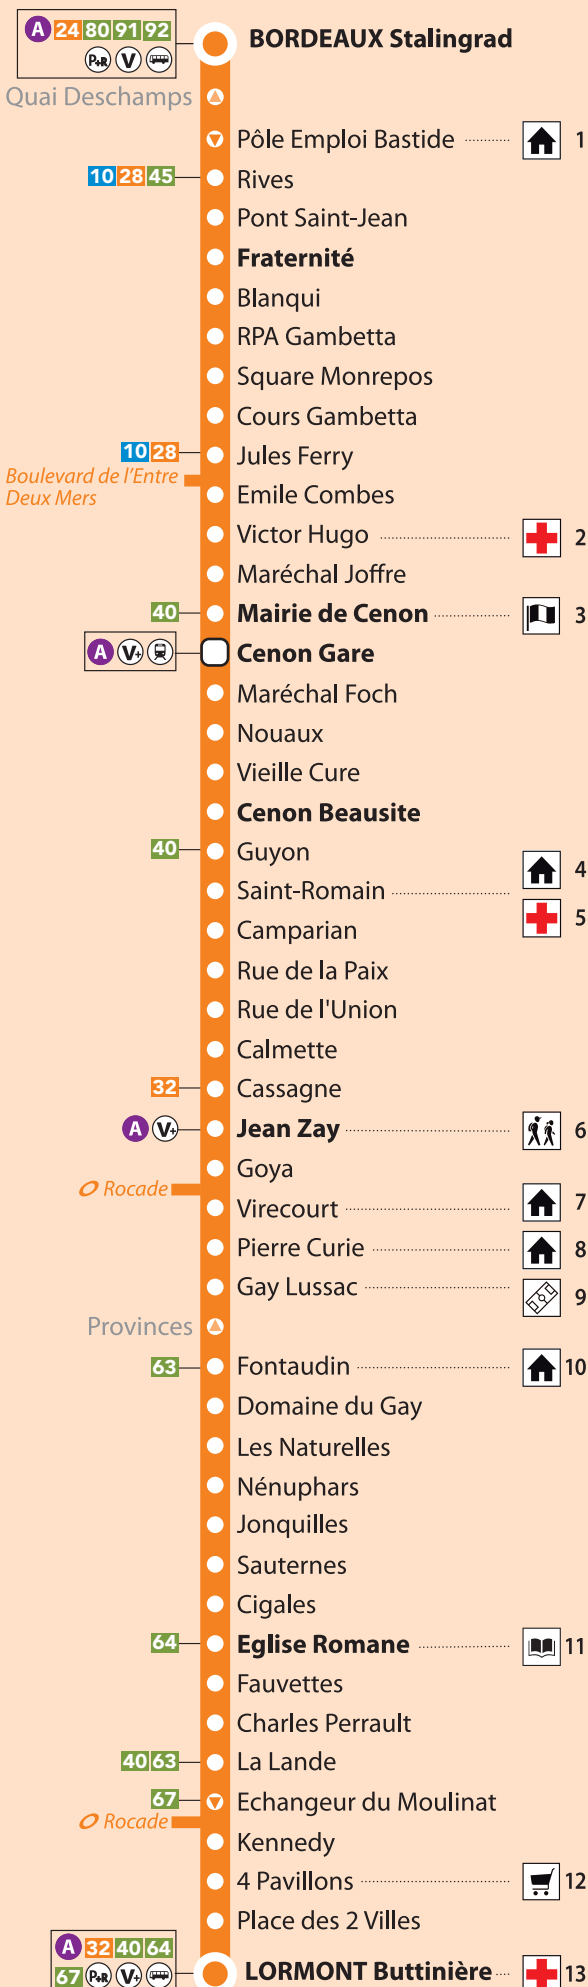 A 24 80 91 92
P+R V
BORDEAUX Stalingrad
Quai Deschamps
Pôle Emploi Bastide 1
10 28 45 Rives
Pont Saint-Jean
Fraternité
Blanqui
RPA Gambetta
Square Monrepos
Cours Gambetta
10 28 Jules Ferry
Boulevard de l'Entre
Deux Mers
Emile Combes
Victor Hugo 2
Maréchal Joffre
40 Mairie de Cenon 3
A V+ Cenon Gare
Maréchal Foch
Nouaux
Vieille Cure
Cenon Beausite
40 Guyon
4
Saint-Romain
5
Camparian
Rue de la Paix
Rue de l'Union
Calmette
32 Cassagne
A V+ Jean Zay 6
Goya
Rocade
Virecourt 7
Pierre Curie 8
Gay Lussac 9
Provinces
63 Fontaudin 10
Domaine du Gay
Les Naturelles
Nénuphars
Jonquilles
Sauternes
Cigales
64 Eglise Romane 11
Fauvettes
Charles Perrault
40 63 La Lande
67 Echangeur du Moulinat
Rocade
Kennedy
4 Pavillons 12
Place des 2 Villes
A 32 40 64
67 P+R V+
LORMONT Buttinière 13